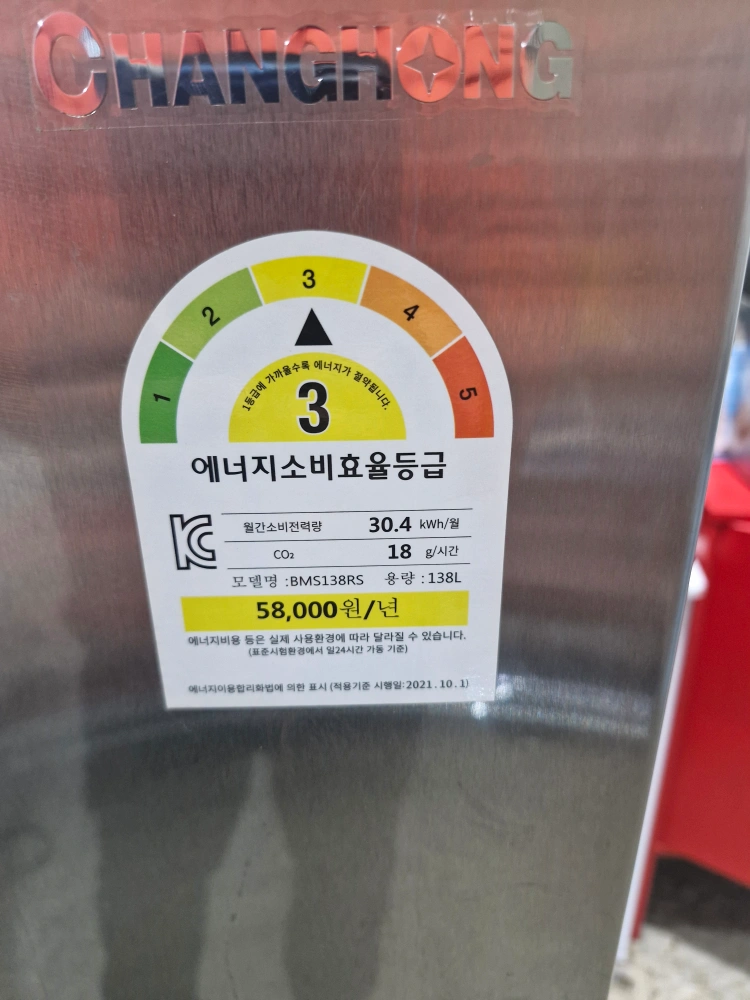 CHANGHONG
1
2
3
4
5
1등급에 가까울수록 에너지가 절약됩니다.
3
에너지소비효율등급
월간소비전력량 30.4 kWh/월
CO₂ 18 g/시간
모델명 :BMS138RS 용량 : 138L
58,000원/년
에너지비용 등은 실제 사용환경에 따라 달라질 수 있습니다.
(표준시험환경에서 일24시간 가동 기준)
에너지이용합리화법에 의한 표시 (적용기준 시행일:2021.10.1)